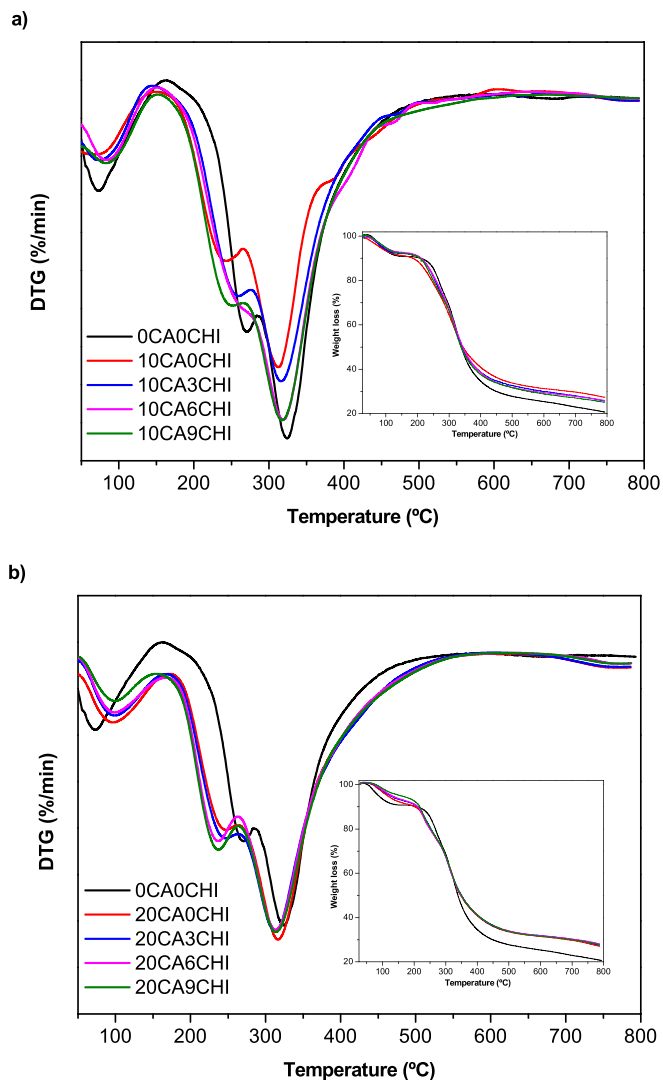 a)
DTG (%/min)
0CA0CHI
10CA0CHI
10CA3CHI
10CA6CHI
10CA9CHI
100 200 300 400 500 600 700 800
Temperature (ºC)
Weight loss (%)
100
80
60
40
20
100 200 300 400 500 600 700 800
Temperature (ºC)
b)
DTG (%/min)
0CA0CHI
20CA0CHI
20CA3CHI
20CA6CHI
20CA9CHI
100 200 300 400 500 600 700 800
Temperature (ºC)
Weight loss (%)
100
80
60
40
20
100 200 300 400 500 600 700 800
Temperature (ºC)